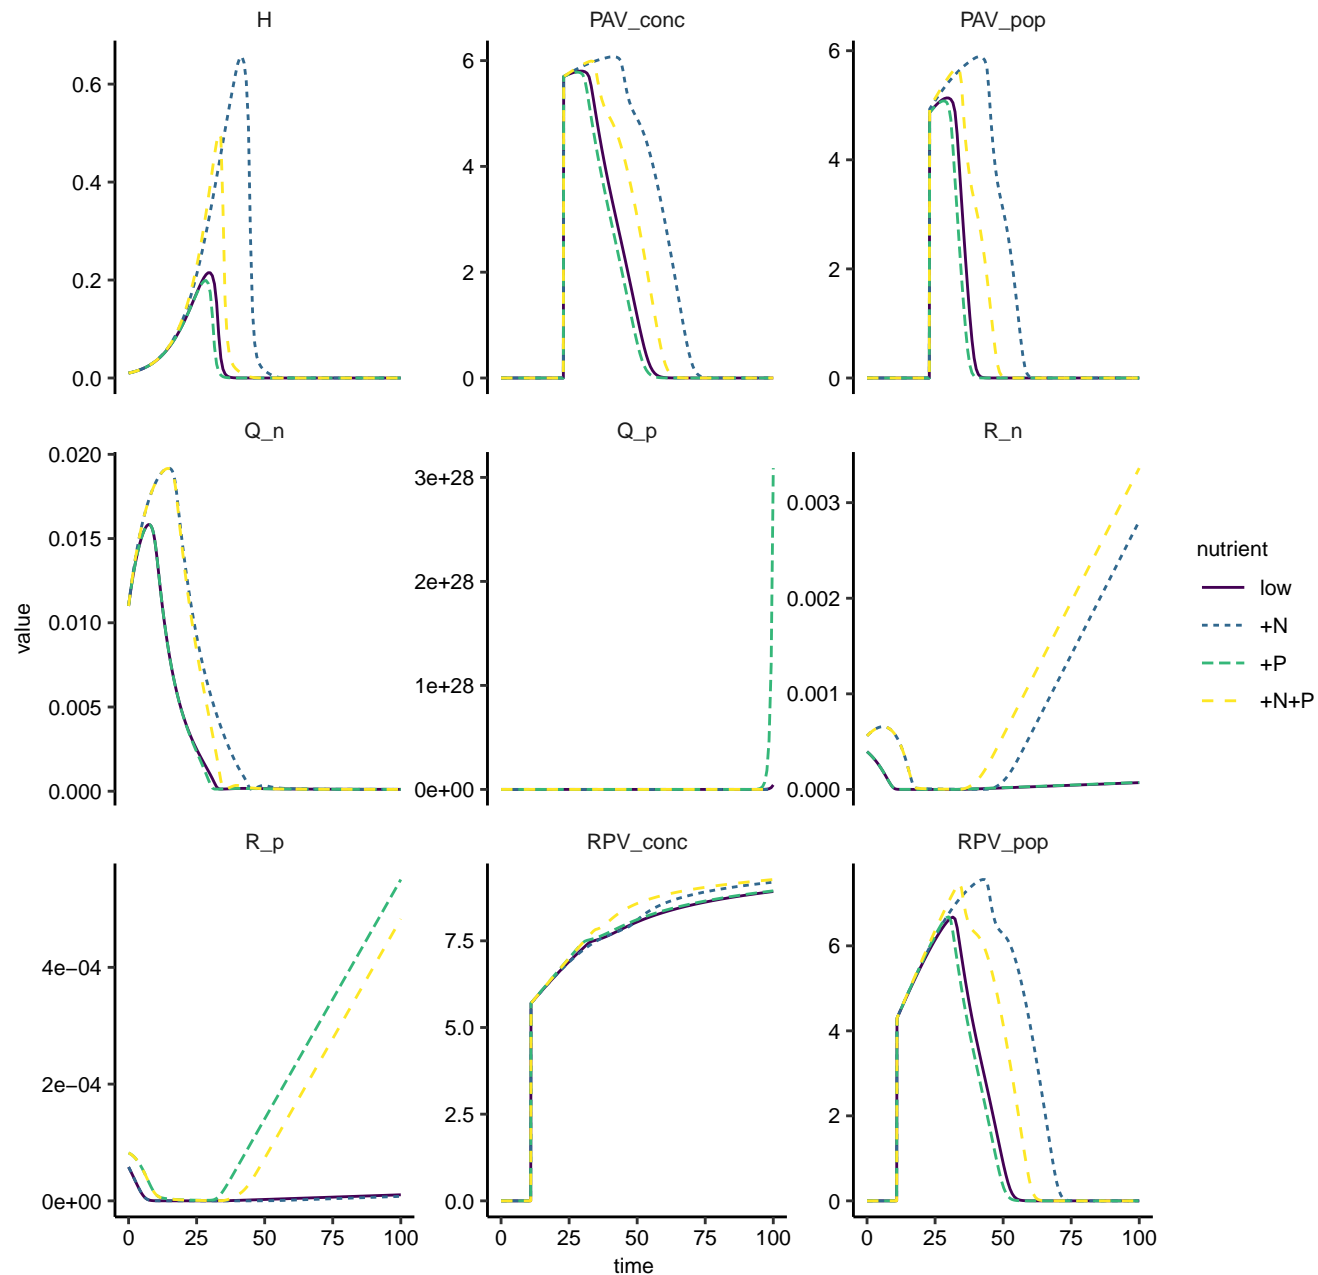 H
PAV_conc
PAV_pop
0.6
0.4
0.2
0.0
6
4
2
0
6
4
2
0
Q_n
Q_p
R_n
0.020
0.015
0.010
0.005
0.000
3e+28
2e+28
1e+28
0e+00
0.003
0.002
0.001
0.000
R_p
RPV_conc
RPV_pop
4e−04
2e−04
0e+00
7.5
5.0
2.5
0.0
6
4
2
0
0 25 50 75 100
0 25 50 75 100
0 25 50 75 100
time
value
nutrient
low
+N
+P
+N+P